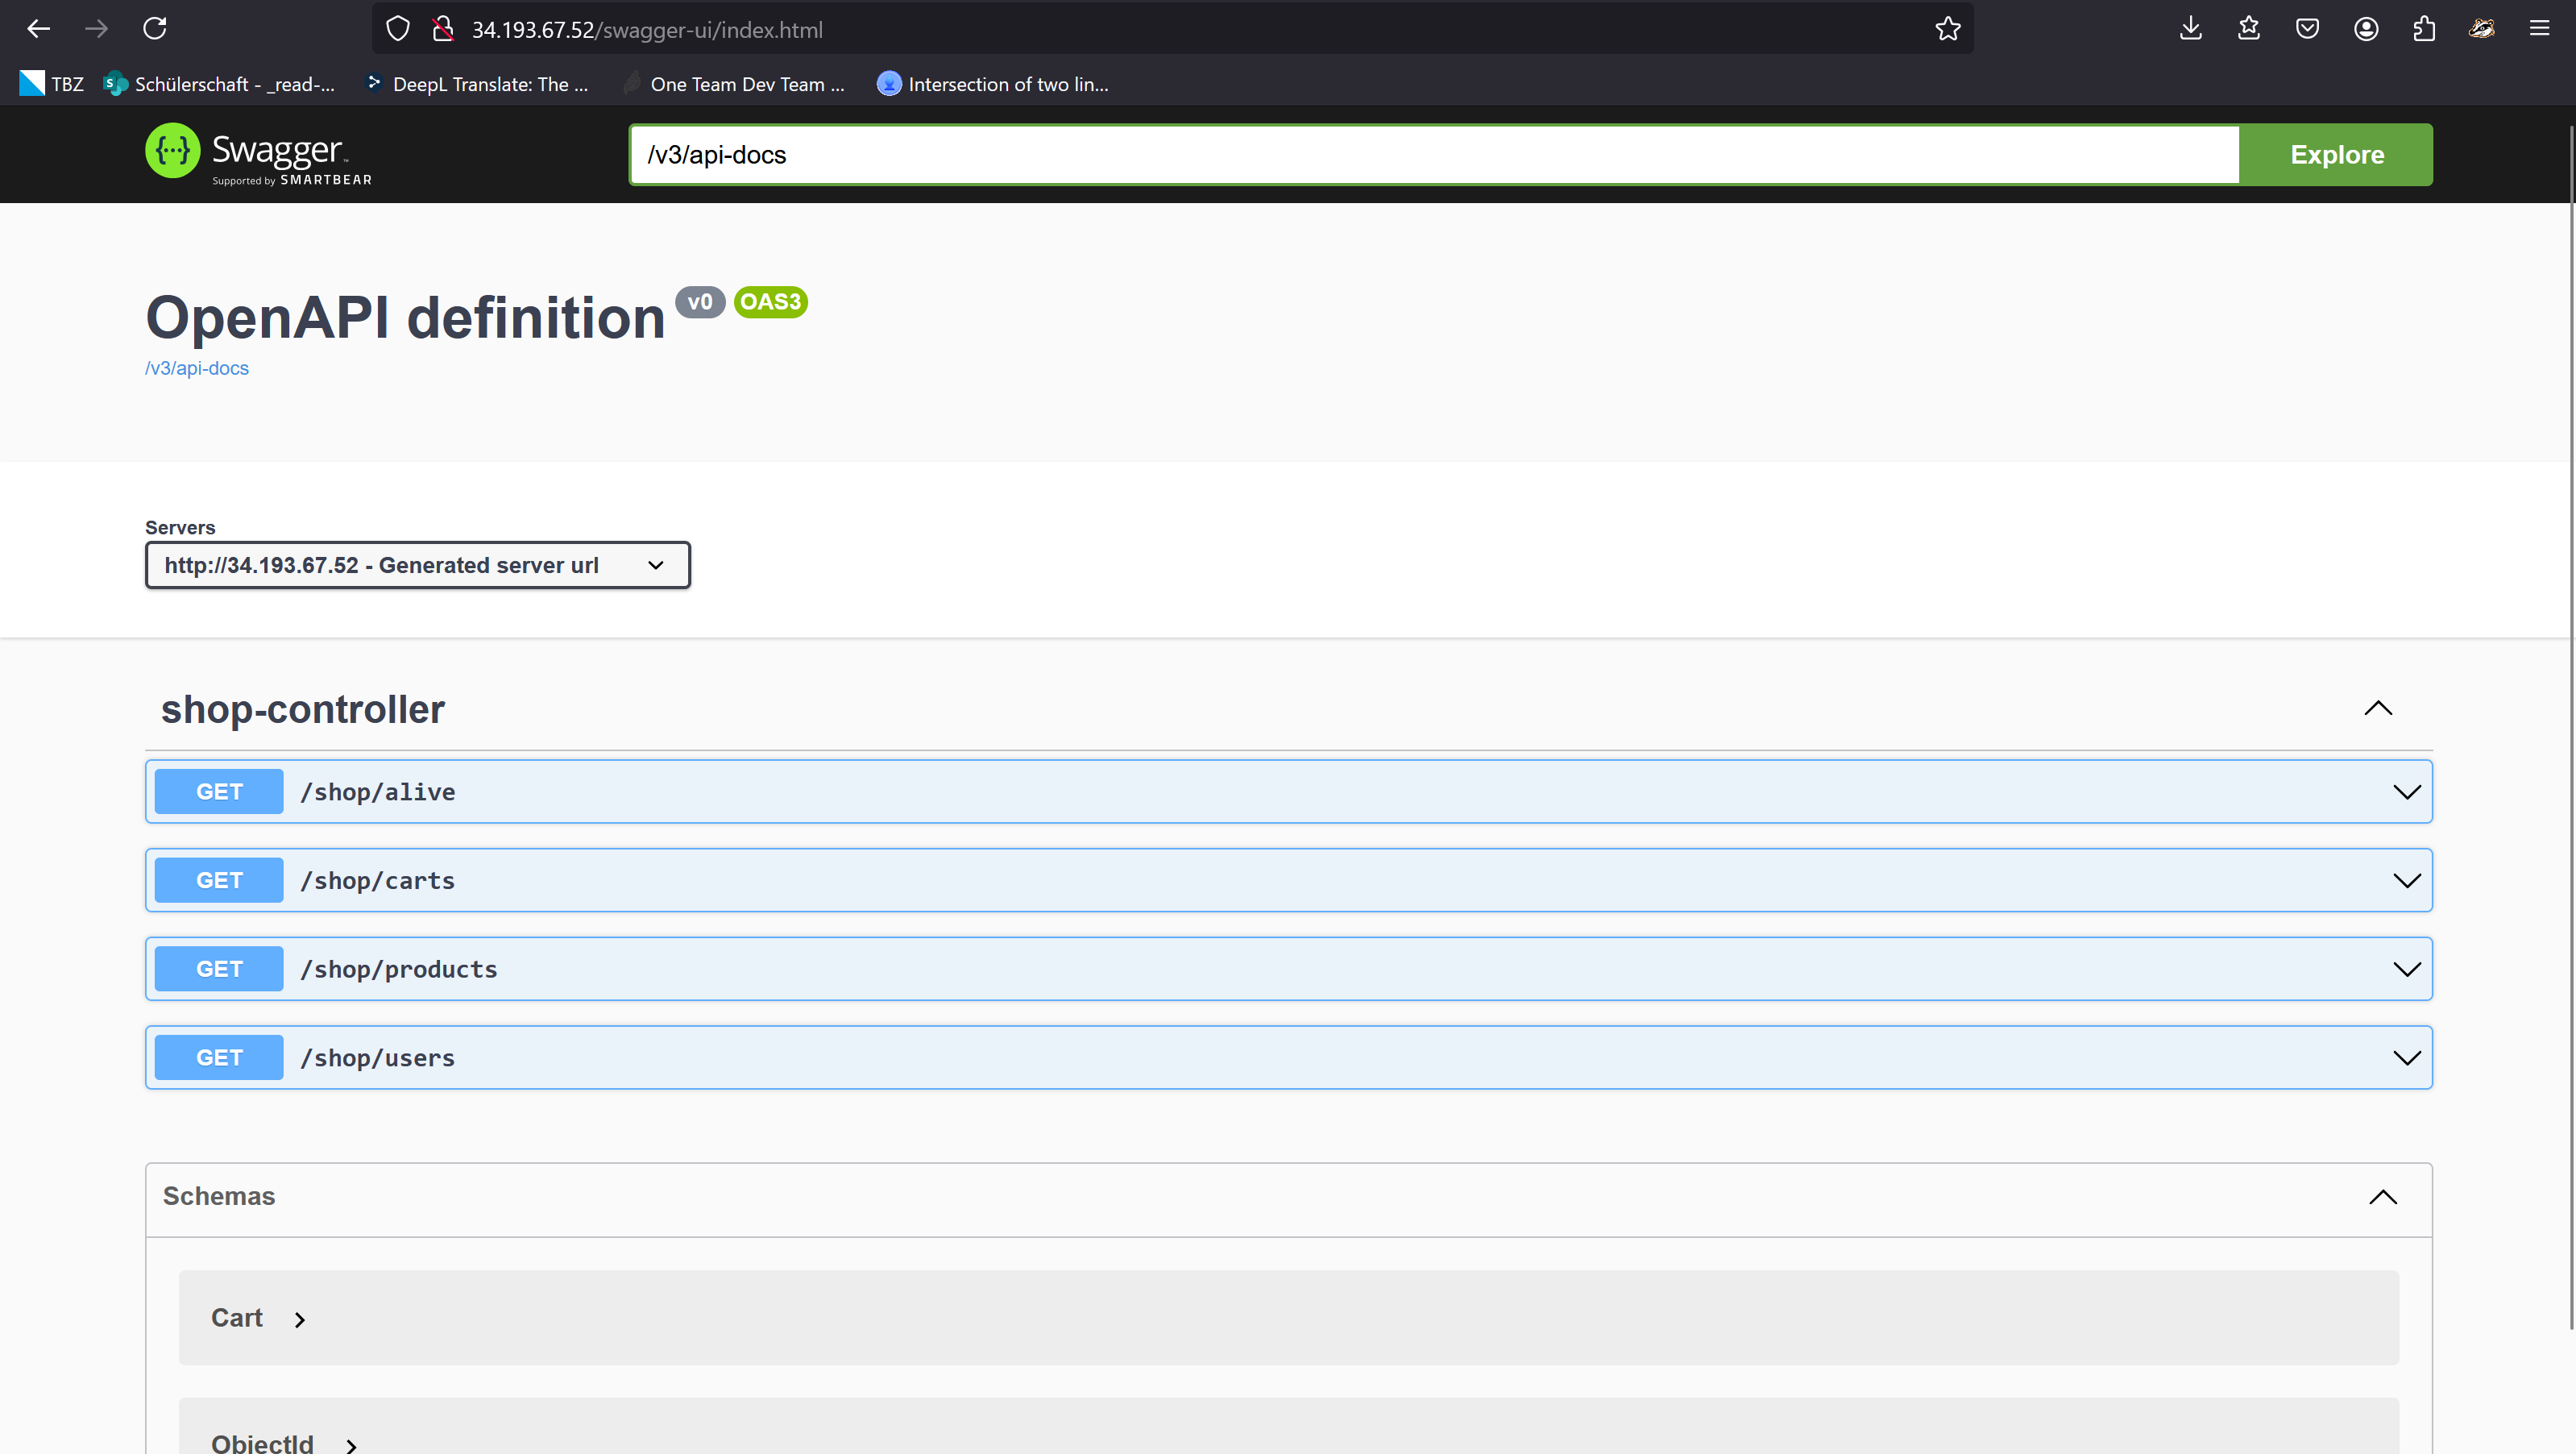 34.193.67.52/swagger-ui/index.html
TBZ
Schülerschaft - _read-...
DeepL Translate: The ...
One Team Dev Team ...
Intersection of two lin...
{...} Swagger™
Supported by SMARTBEAR
/v3/api-docs
Explore
OpenAPI definition v0 OAS3
/v3/api-docs
Servers
http://34.193.67.52 - Generated server url
shop-controller
GET /shop/alive
GET /shop/carts
GET /shop/products
GET /shop/users
Schemas
Cart
ObjectId